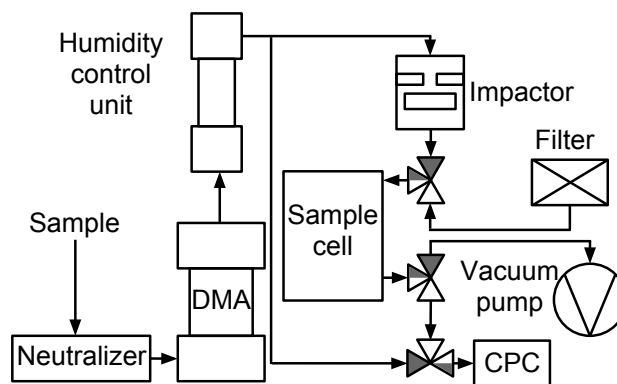 Humidity
control
unit
Impactor
Filter
Sample
Sample
cell
DMA
Vacuum
pump
Neutralizer
CPC